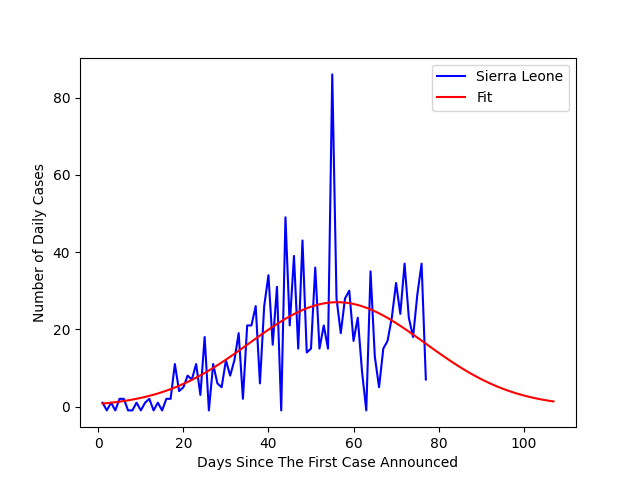 Sierra Leone
Fit
80
60
40
20
0
Number of Daily Cases
0 20 40 60 80 100
Days Since The First Case Announced